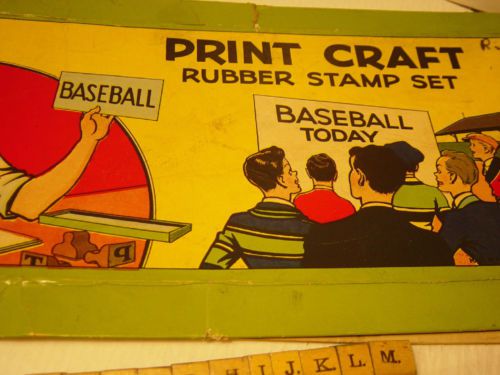 PRINT CRAFT
RUBBER STAMP SET
BASEBALL
BASEBALL
TODAY
T
P
I. J. K. L. M.